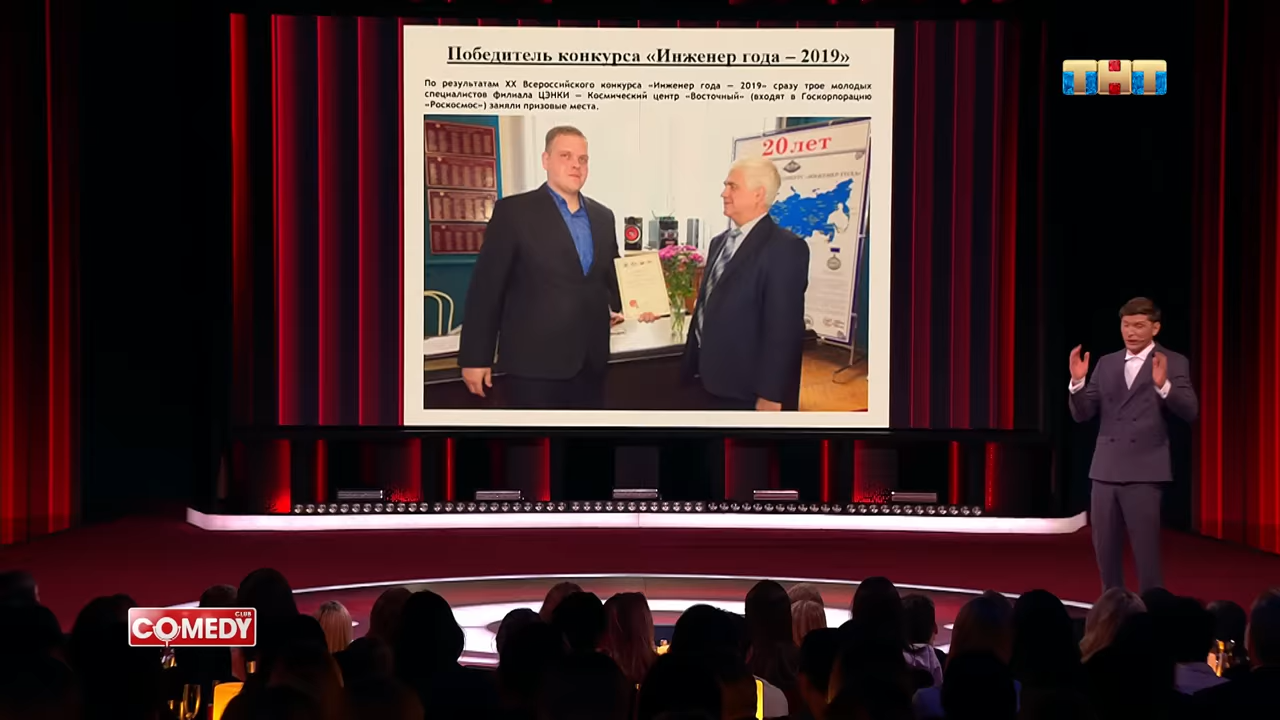 Победитель конкурса «Инженер года – 2019»
По результатам XX Всероссийского конкурса «Инженер года – 2019» сразу трое молодых
специалистов филиала ЦЭНКИ – Космический центр «Восточный» (входят в Госкорпорацию
«Роскосмос») заняли призовые места.
ТНТ
20 лет
COMEDY
CLUB